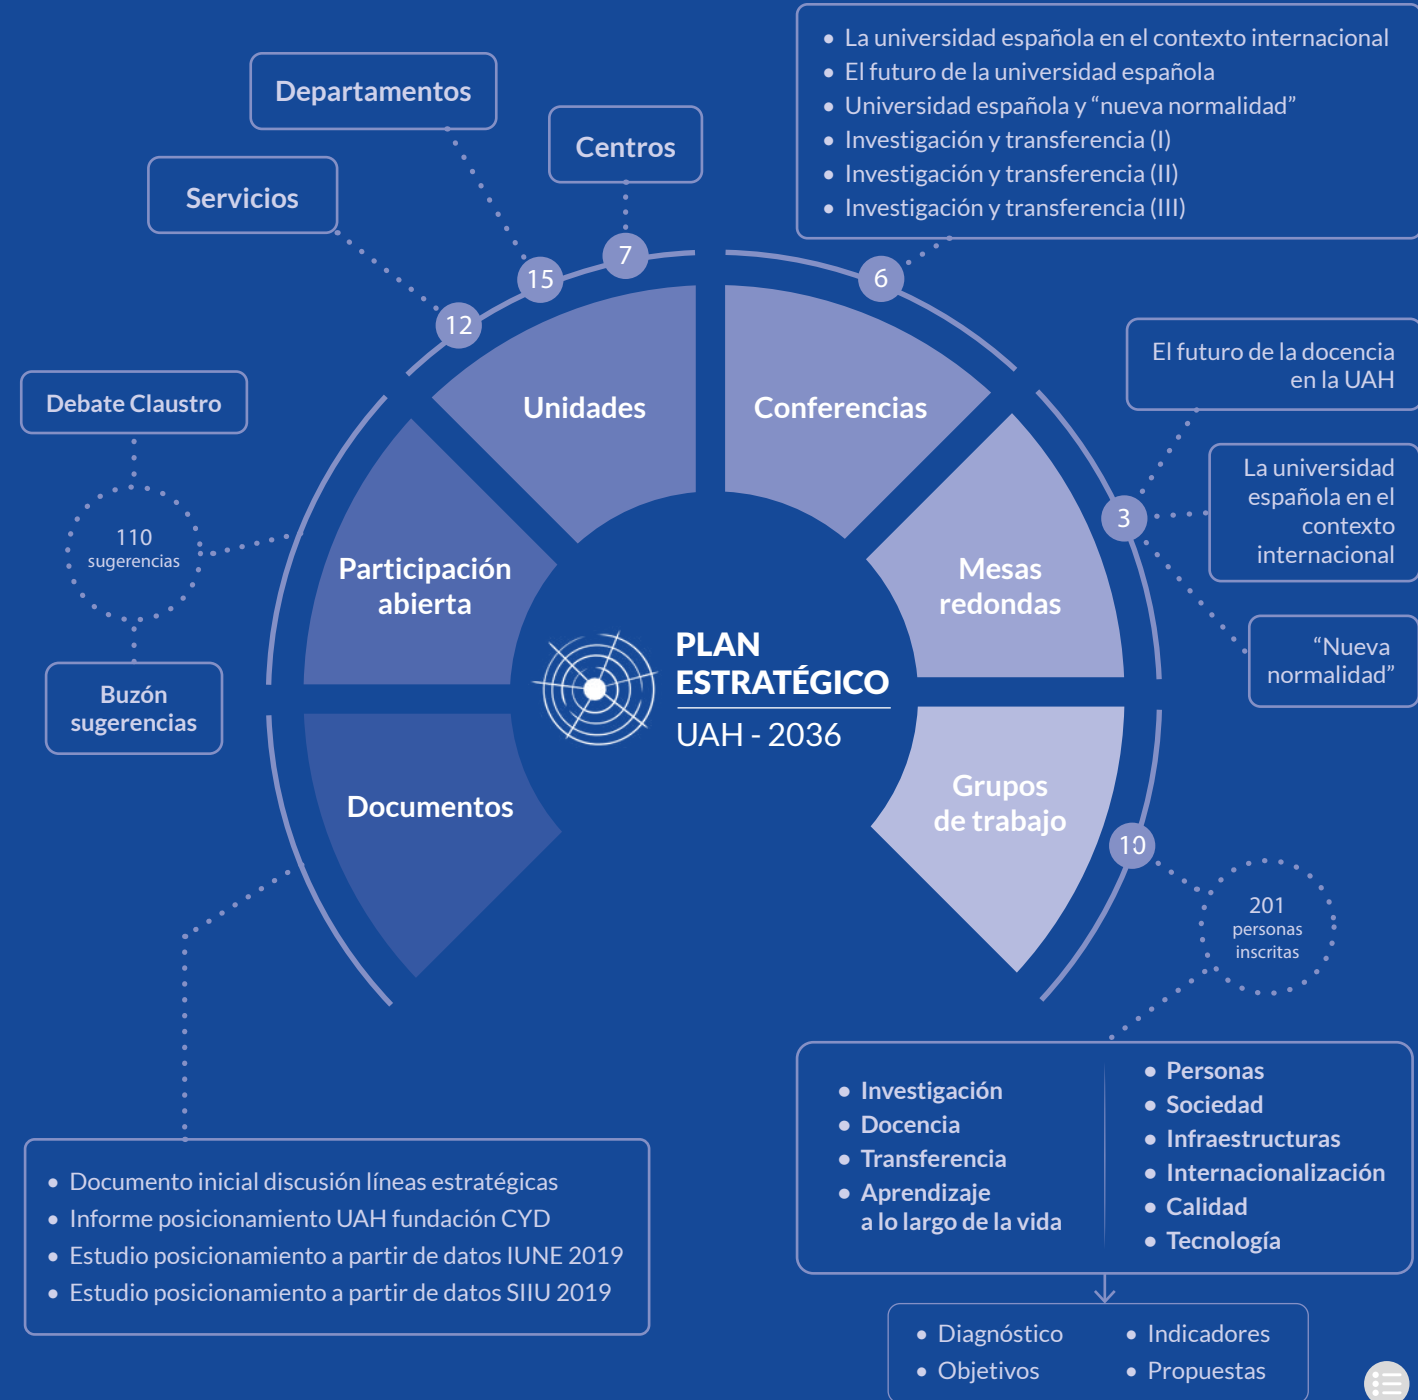 • La universidad española en el contexto internacional
• El futuro de la universidad española
• Universidad española y “nueva normalidad”
• Investigación y transferencia (I)
• Investigación y transferencia (II)
• Investigación y transferencia (III)
Departamentos
Centros
Servicios
7
15
12
6
El futuro de la docencia
en la UAH
Debate Claustro
Unidades
Conferencias
La universidad
española en el
contexto
internacional
3
110
sugerencias
Participación
abierta
Mesas
redondas
“Nueva
normalidad”
PLAN
ESTRATÉGICO
UAH - 2036
Buzón
sugerencias
Documentos
Grupos
de trabajo
10
201
personas
inscritas
• Investigación
• Docencia
• Transferencia
• Aprendizaje
a lo largo de la vida
• Personas
• Sociedad
• Infraestructuras
• Internacionalización
• Calidad
• Tecnología
• Documento inicial discusión líneas estratégicas
• Informe posicionamiento UAH fundación CYD
• Estudio posicionamiento a partir de datos IUNE 2019
• Estudio posicionamiento a partir de datos SIIU 2019
• Diagnóstico
• Objetivos
• Indicadores
• Propuestas